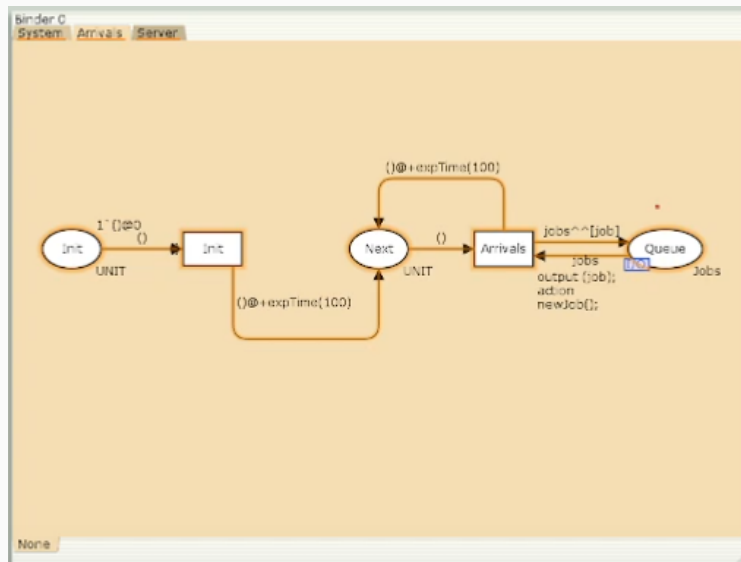 Binder 0
System Arrivals Server
()@+expTime(100)
1`()@0
()
Init
Init
UNIT
()@+expTime(100)
Next
()
UNIT
Arrivals
jobs^^[job]
jobs
Queue
I/O
Jobs
output (job);
action
newJob();
None